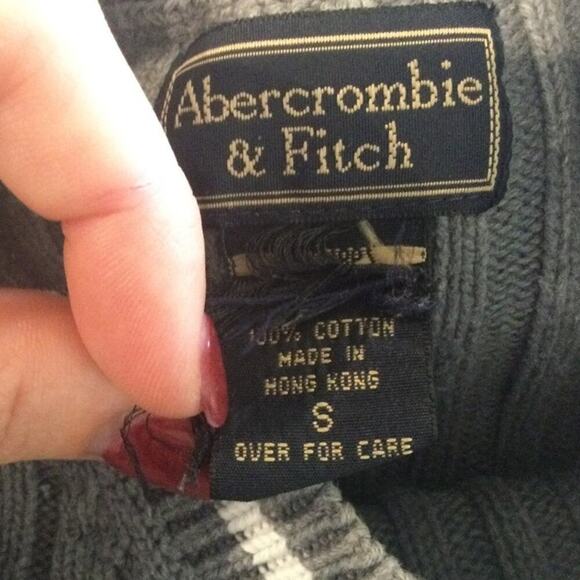 Abercrombie
& Fitch
100% COTTON
MADE IN
HONG KONG
S
OVER FOR CARE